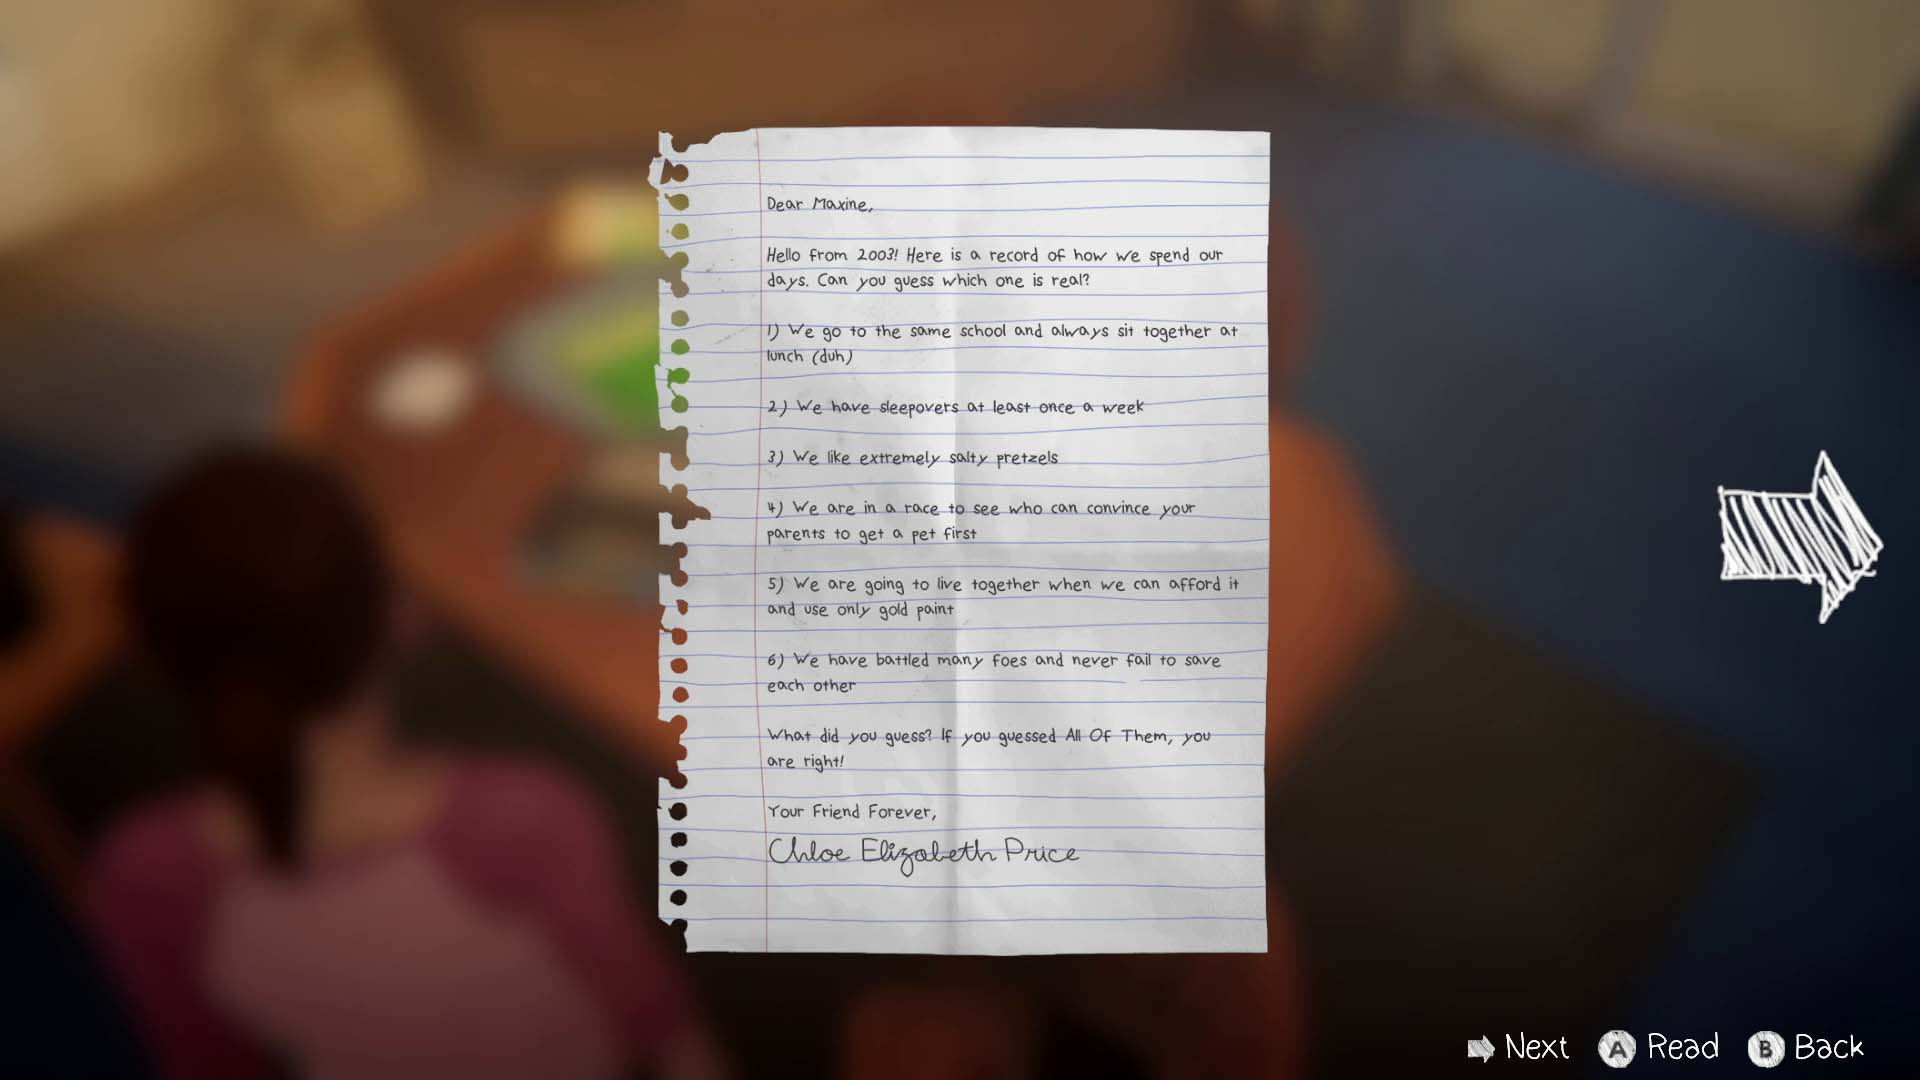 Dear Maxine,
Hello from 2003! Here is a record of how we spend our
days. Can you guess which one is real?
1) We go to the same school and always sit together at
lunch (duh)
2) We have sleepovers at least once a week
3) We like extremely salty pretzels
4) We are in a race to see who can convince your
parents to get a pet first
5) We are going to live together when we can afford it
and use only gold paint
6) We have battled many foes and never fail to save
each other
What did you guess? If you guessed All Of Them, you
are right!
Your Friend Forever,
Chloe Elizabeth Price
Next A Read B Back